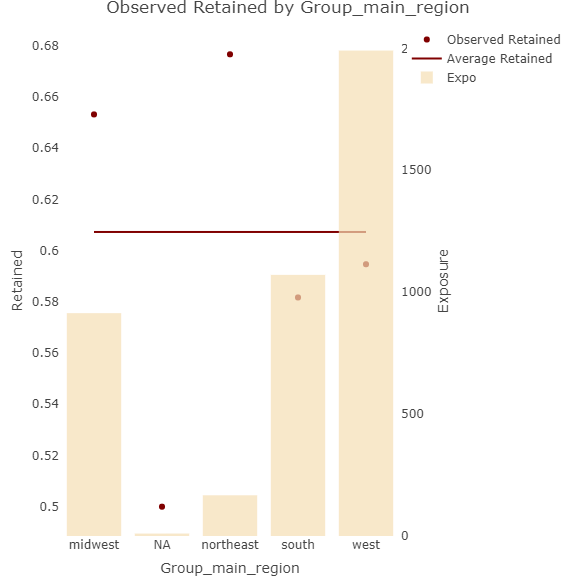 Observed Retained by Group_main_region
Observed Retained
Average Retained
Expo
0.68
0.66
0.64
0.62
0.6
0.58
0.56
0.54
0.52
0.5
Retained
2
1500
1000
500
0
Exposure
midwest NA northeast south west
Group_main_region